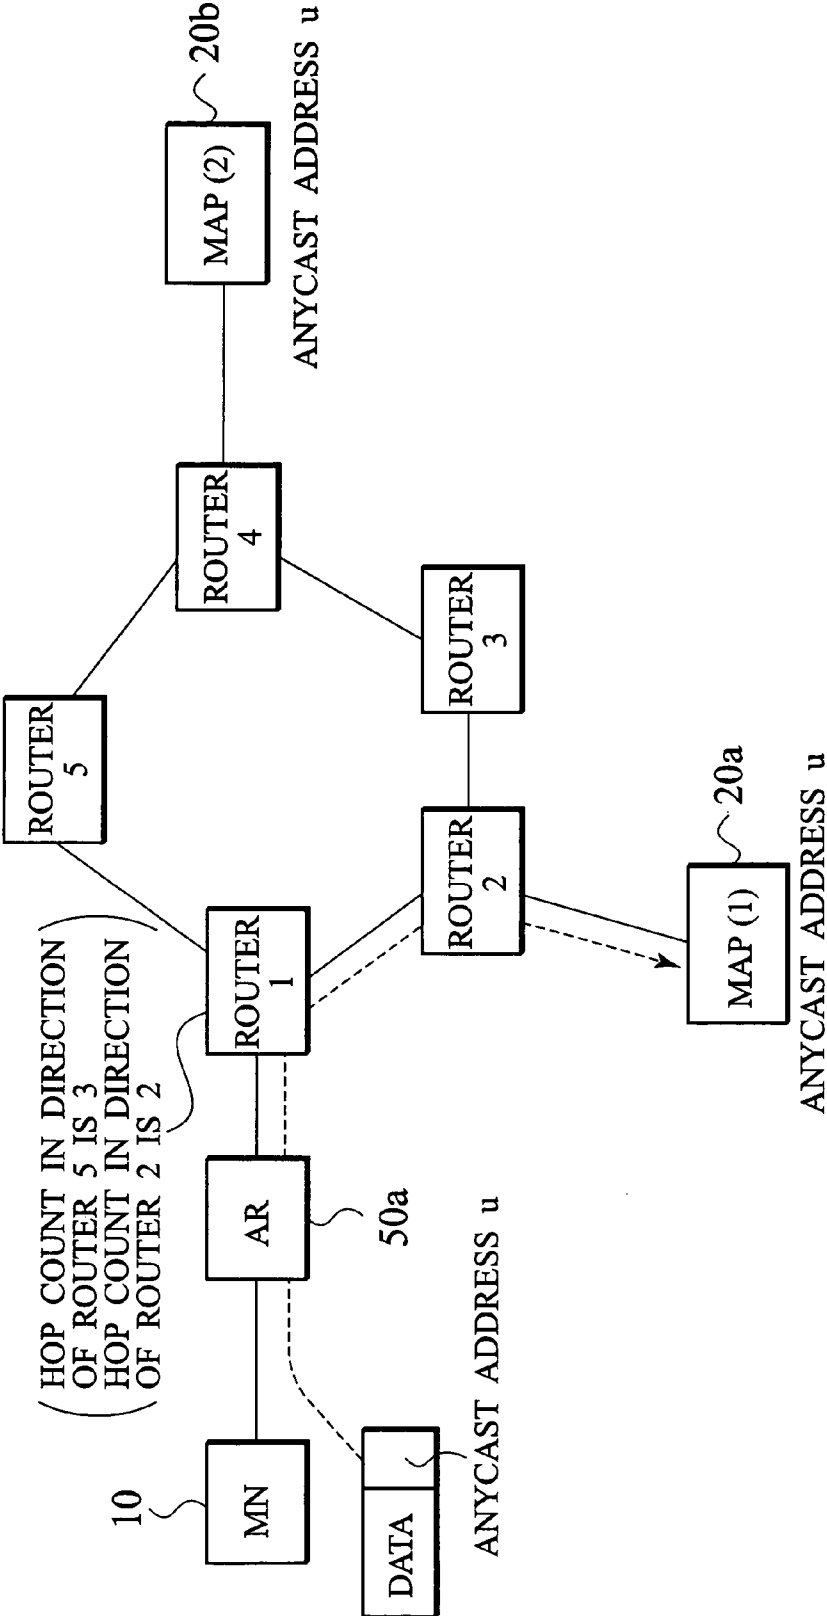 HOP COUNT IN DIRECTION
OF ROUTER 5 IS 3
HOP COUNT IN DIRECTION
OF ROUTER 2 IS 2
10
MN
AR
50a
ROUTER
1
ROUTER
5
ROUTER
4
MAP (2)
20b
ANYCAST ADDRESS u
ROUTER
2
ROUTER
3
DATA
ANYCAST ADDRESS u
MAP (1)
20a
ANYCAST ADDRESS u